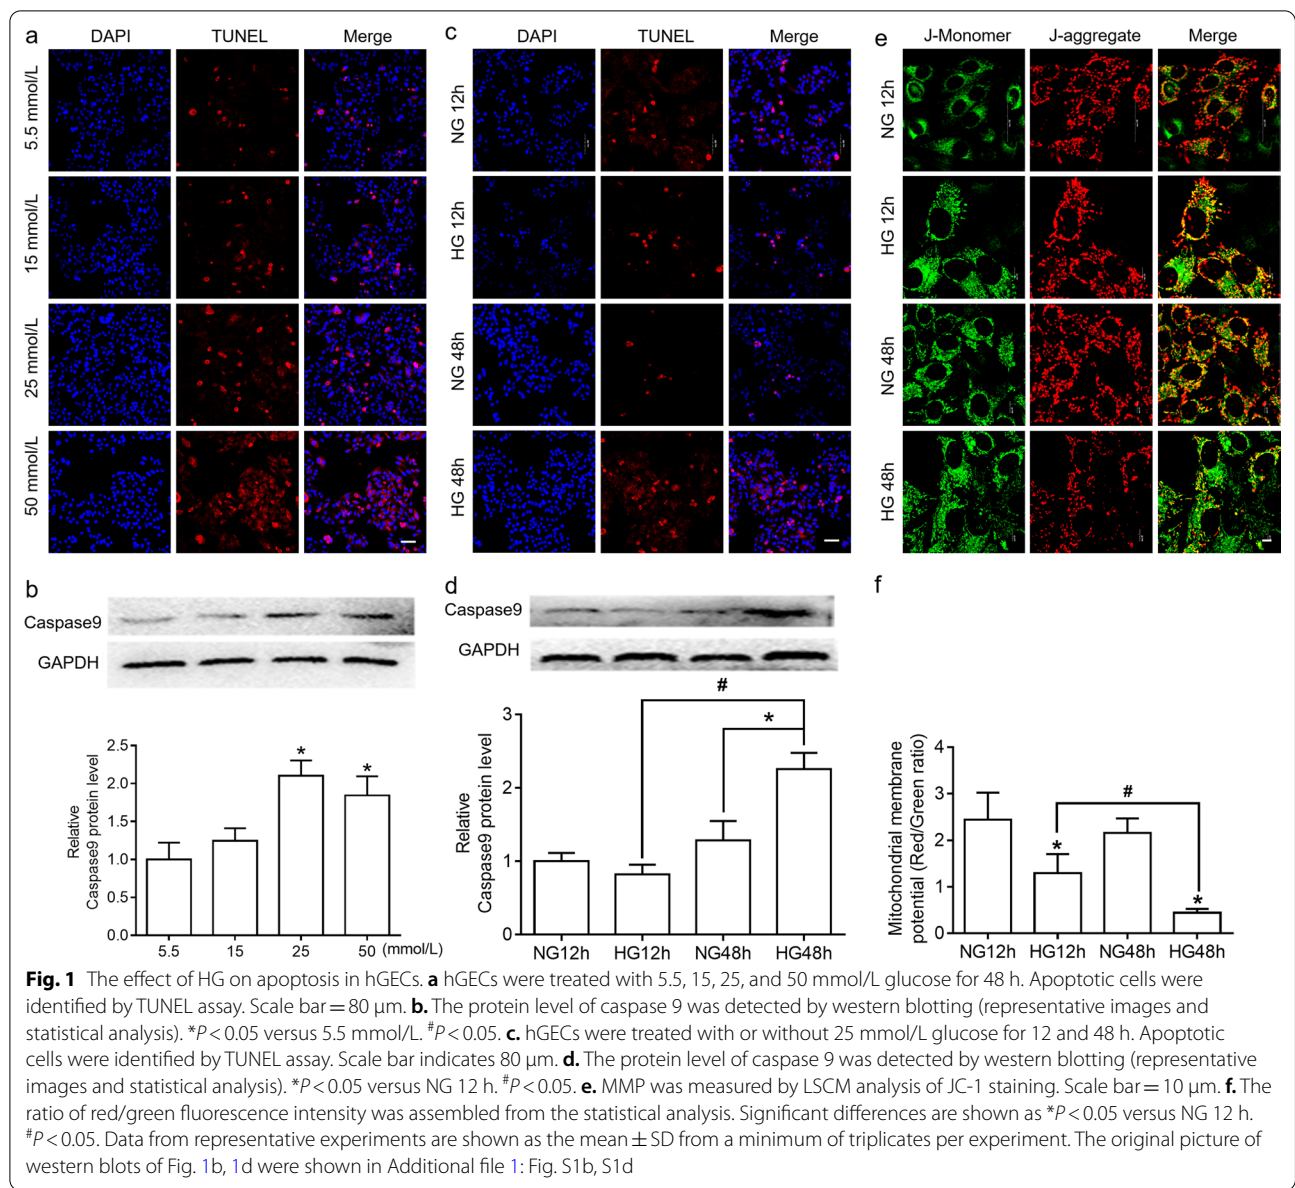 a
DAPI TUNEL Merge
5.5 mmol/L
15 mmol/L
25 mmol/L
50 mmol/L
c
DAPI TUNEL Merge
NG 12h
HG 12h
NG 48h
HG 48h
e
J-Monomer J-aggregate Merge
NG 12h
HG 12h
NG 48h
HG 48h
b
Caspase9
GAPDH
Relative
Caspase9 protein level
2.5
2.0
1.5
1.0
0.5
0.0
* *
5.5 15 25 50 (mmol/L)
d
Caspase9
GAPDH
#
*
Relative
Caspase9 protein level
3
2
1
0
NG12h HG12h NG48h HG48h
f
Mitochondrial membrane
potential (Red/Green ratio)
4
3
2
1
0
#
* *
NG12h HG12h NG48h HG48h
Fig. 1 The effect of HG on apoptosis in hGECs. a hGECs were treated with 5.5, 15, 25, and 50 mmol/L glucose for 48 h. Apoptotic cells were
identified by TUNEL assay. Scale bar = 80 μm. b. The protein level of caspase 9 was detected by western blotting (representative images and
statistical analysis). *P < 0.05 versus 5.5 mmol/L. #P < 0.05. c. hGECs were treated with or without 25 mmol/L glucose for 12 and 48 h. Apoptotic
cells were identified by TUNEL assay. Scale bar indicates 80 μm. d. The protein level of caspase 9 was detected by western blotting (representative
images and statistical analysis). *P < 0.05 versus NG 12 h. #P < 0.05. e. MMP was measured by LSCM analysis of JC-1 staining. Scale bar = 10 μm. f. The
ratio of red/green fluorescence intensity was assembled from the statistical analysis. Significant differences are shown as *P < 0.05 versus NG 12 h.
#P < 0.05. Data from representative experiments are shown as the mean ± SD from a minimum of triplicates per experiment. The original picture of
western blots of Fig. 1b, 1d were shown in Additional file 1: Fig. S1b, S1d